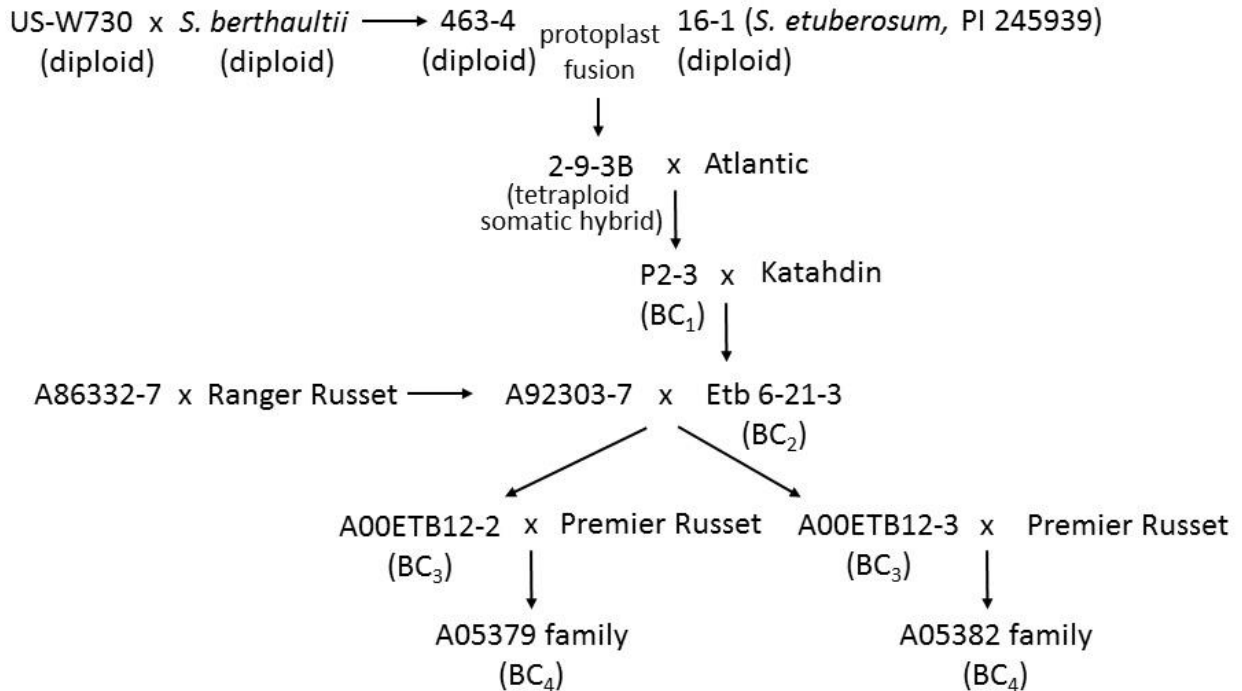 US-W730 x S. berthaultii 463-4 protoplast fusion 16-1 (S. etuberosum, PI 245939)
(diploid) (diploid) (diploid) (diploid)
2-9-3B x Atlantic
(tetraploid
somatic hybrid)
P2-3 x Katahdin
(BC1)
A86332-7 x Ranger Russet A92303-7 x Etb 6-21-3
(BC2)
A00ETB12-2 x Premier Russet A00ETB12-3 x Premier Russet
(BC3) (BC3)
A05379 family A05382 family
(BC4) (BC4)